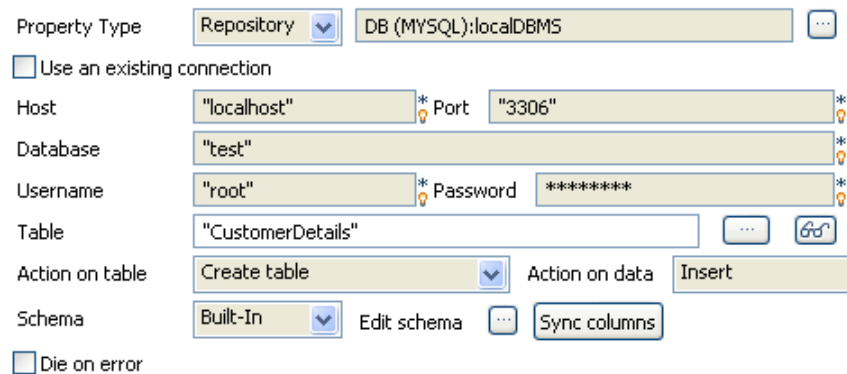 Property Type Repository DB (MYSQL):localDBMS ...
Use an existing connection
Host "localhost" * Port "3306" *
Database "test" *
Username "root" * Password ******** *
Table "CustomerDetails" ...
Action on table Create table Action on data Insert
Schema Built-In Edit schema ... Sync columns
Die on error